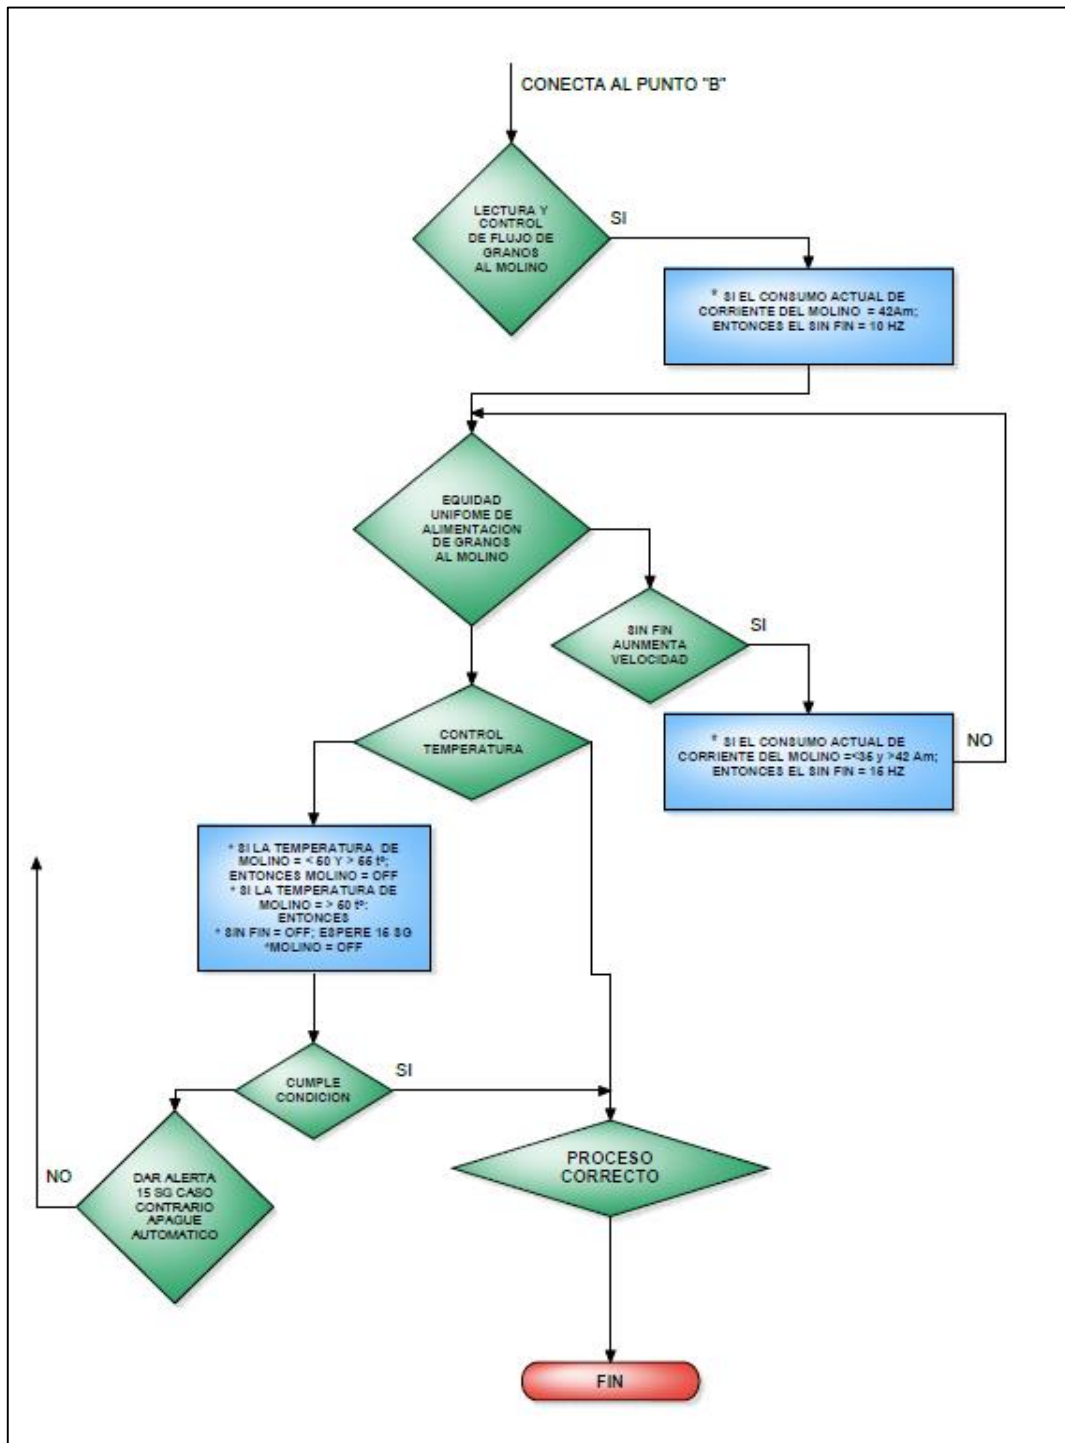 CONECTA AL PUNTO "B"
LECTURA Y
CONTROL
DE FLUJO DE
GRANOS
AL MOLINO
SI
* SI EL CONSUMO ACTUAL DE
CORRIENTE DEL MOLINO = 42Am;
ENTONCES EL SIN FIN = 10 HZ
EQUIDAD
UNIFOME DE
ALIMENTACION
DE GRANOS
AL MOLINO
SIN FIN
AUNMENTA
VELOCIDAD
SI
* SI EL CONSUMO ACTUAL DE
CORRIENTE DEL MOLINO =<35 y >42 Am;
ENTONCES EL SIN FIN = 15 HZ
NO
CONTROL
TEMPERATURA
* SI LA TEMPERATURA DE
MOLINO = < 50 Y > 55 tº;
ENTONCES MOLINO = OFF
* SI LA TEMPERATURA DE
MOLINO = > 60 tº;
ENTONCES
* SIN FIN = OFF; ESPERE 15 SG
*MOLINO = OFF
CUMPLE
CONDICION
SI
NO
DAR ALERTA
15 SG CASO
CONTRARIO
APAGUE
AUTOMATICO
PROCESO
CORRECTO
FIN